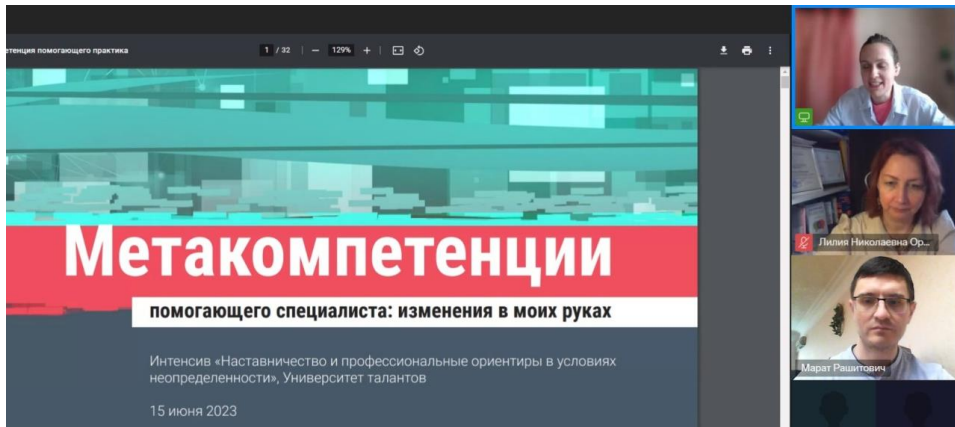 етенция помогающего практика
1 / 32
129%
Метакомпетенции
помогающего специалиста: изменения в моих руках
Интенсив «Наставничество и профессиональные ориентиры в условиях
неопределенности», Университет талантов
15 июня 2023
Лилия Николаевна Ор...
Марат Рашитович